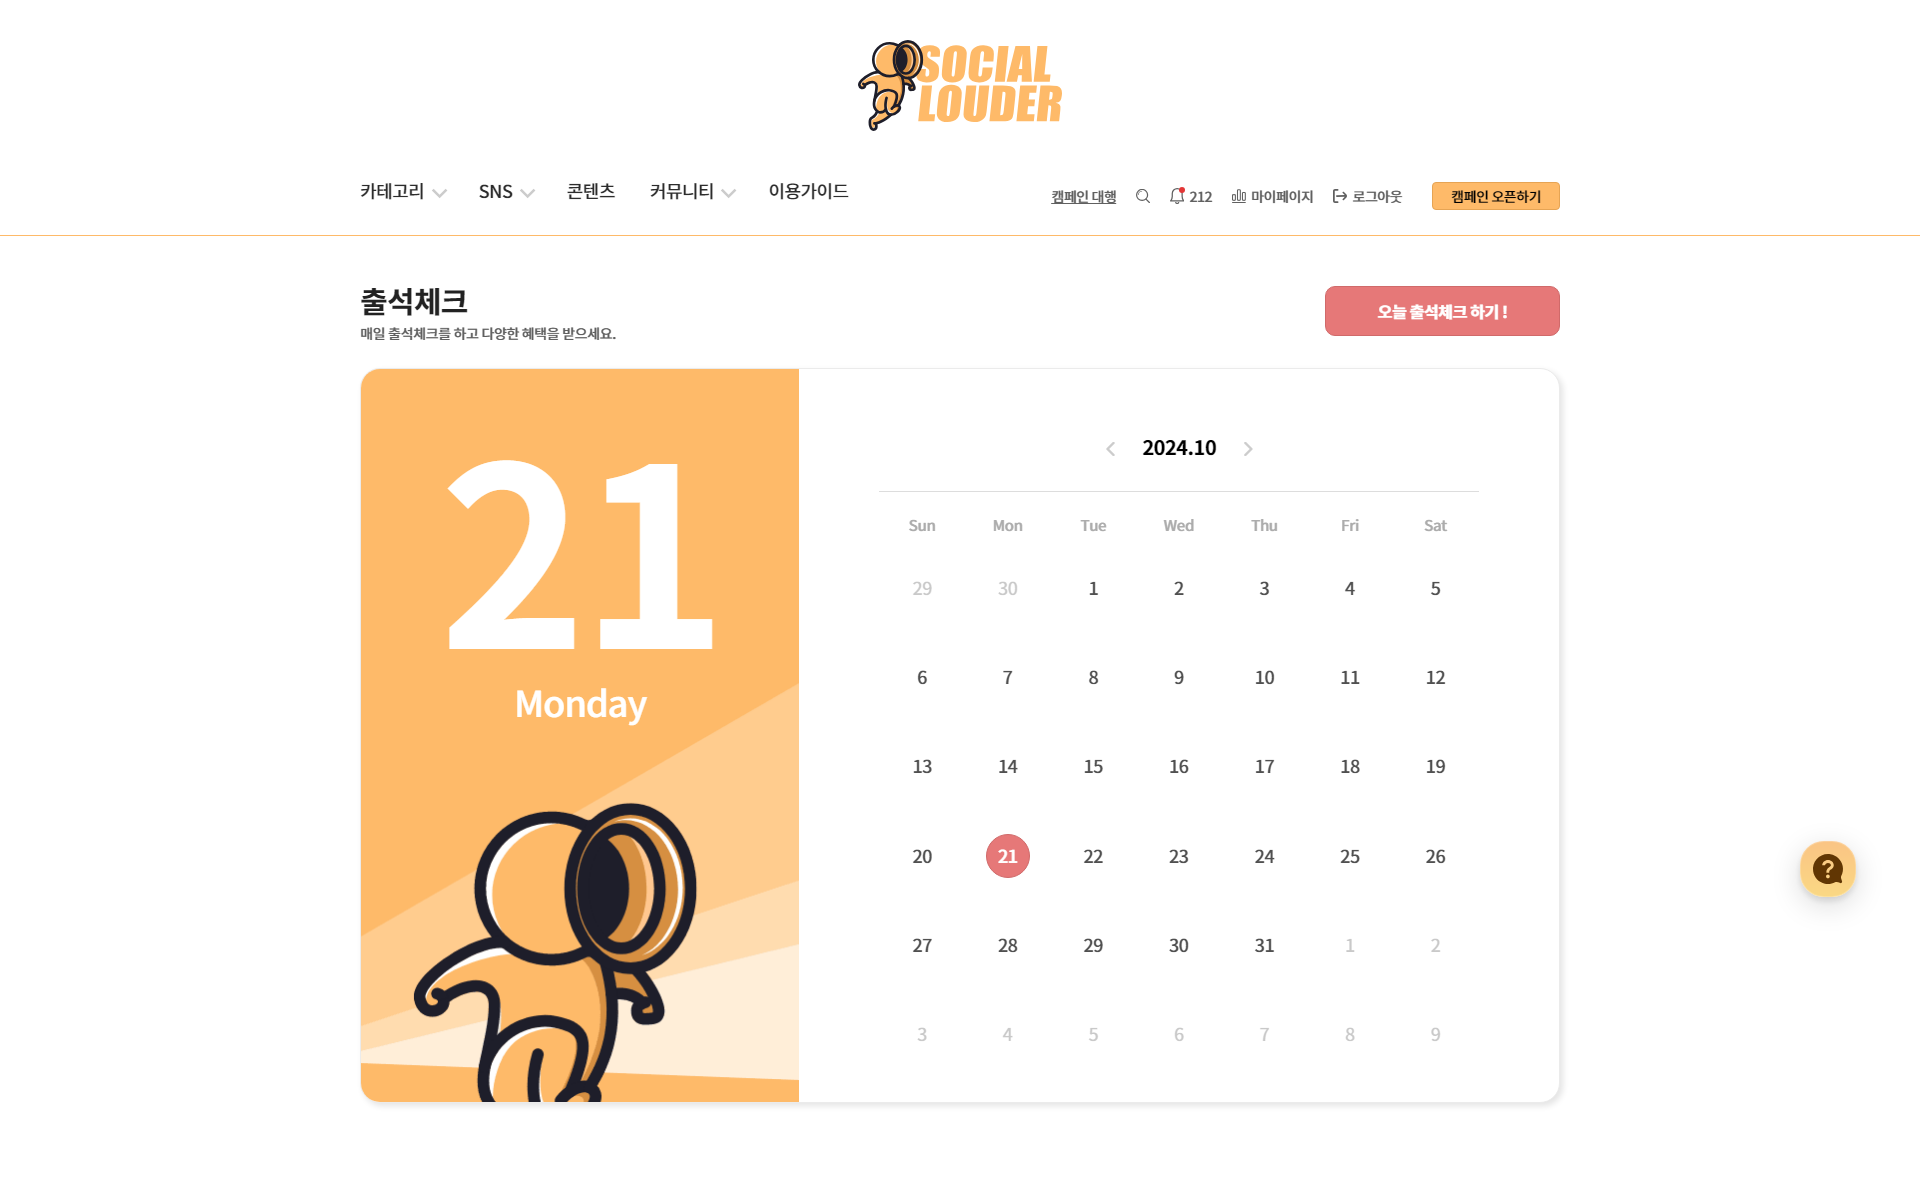 SOCIAL
LOUDER
카테고리 SNS 콘텐츠 커뮤니티 이용가이드
캠페인 대행 212 마이페이지 로그아웃 캠페인 오픈하기
출석체크
매일 출석체크를 하고 다양한 혜택을 받으세요.
오늘 출석체크 하기 !
21
Monday
2024.10
Sun Mon Tue Wed Thu Fri Sat
29 30 1 2 3 4 5
6 7 8 9 10 11 12
13 14 15 16 17 18 19
20 21 22 23 24 25 26
27 28 29 30 31 1 2
3 4 5 6 7 8 9
?